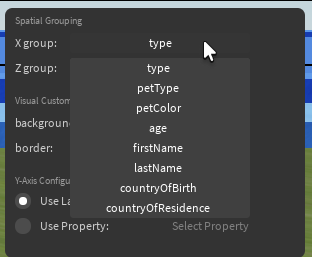 Spatial Grouping
X group: type
Z group: type
petType
Visual Custom petColor
background age
border: firstName
lastName
Y-Axis Configu countryOfBirth
Use La countryOfResidence
Use Property: Select Property